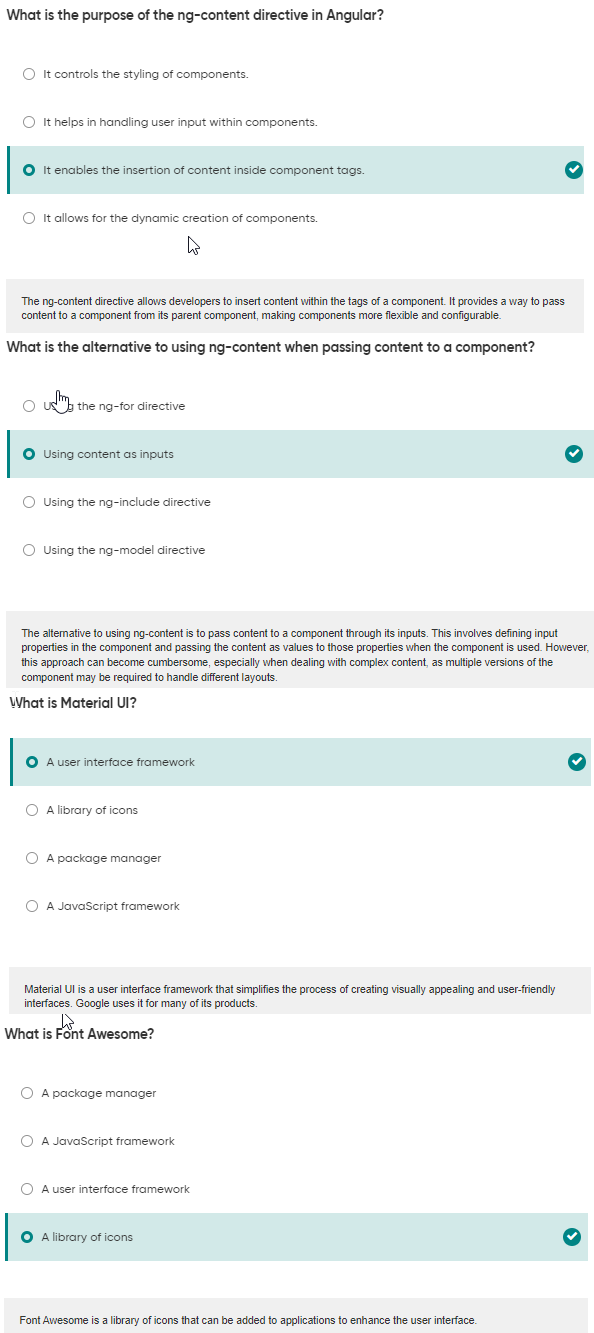 What is the purpose of the ng-content directive in Angular?
It controls the styling of components.
It helps in handling user input within components.
It enables the insertion of content inside component tags.
It allows for the dynamic creation of components.
The ng-content directive allows developers to insert content within the tags of a component. It provides a way to pass
content to a component from its parent component, making components more flexible and configurable.
What is the alternative to using ng-content when passing content to a component?
the ng-for directive
Using content as inputs
Using the ng-include directive
Using the ng-model directive
The alternative to using ng-content is to pass content to a component through its inputs. This involves defining input
properties in the component and passing the content as values to those properties when the component is used. However,
this approach can become cumbersome, especially when dealing with complex content, as multiple versions of the
component may be required to handle different layouts.
What is Material UI?
A user interface framework
A library of icons
A package manager
A JavaScript framework
Material UI is a user interface framework that simplifies the process of creating visually appealing and user-friendly
interfaces. Google uses it for many of its products.
What is Font Awesome?
A package manager
A JavaScript framework
A user interface framework
A library of icons
Font Awesome is a library of icons that can be added to applications to enhance the user interface.